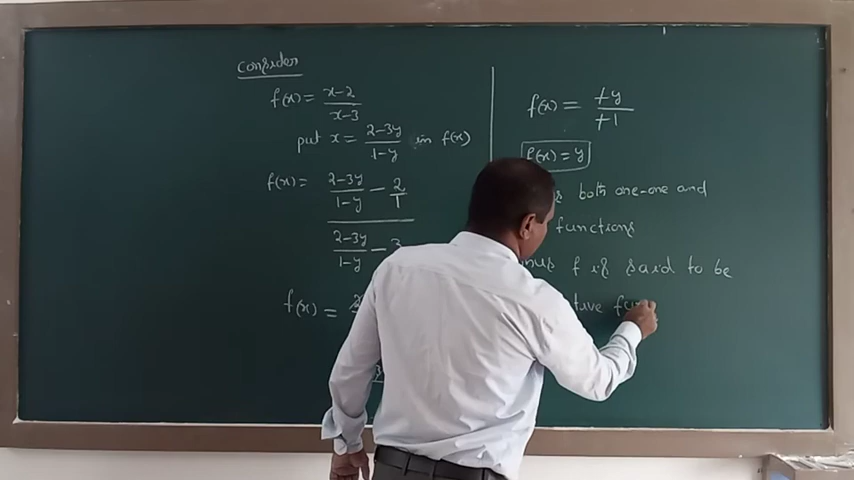 Consider
f(x) = x-2 / x-3
put x = 2-3y / 1-y in f(x)
f(x) = 2-3y / 1-y - 2 / 1
2-3y / 1-y - 3
f(x) =
f(x) = +y / +1
f(x) = y
both one-one and
functions
f is said to be